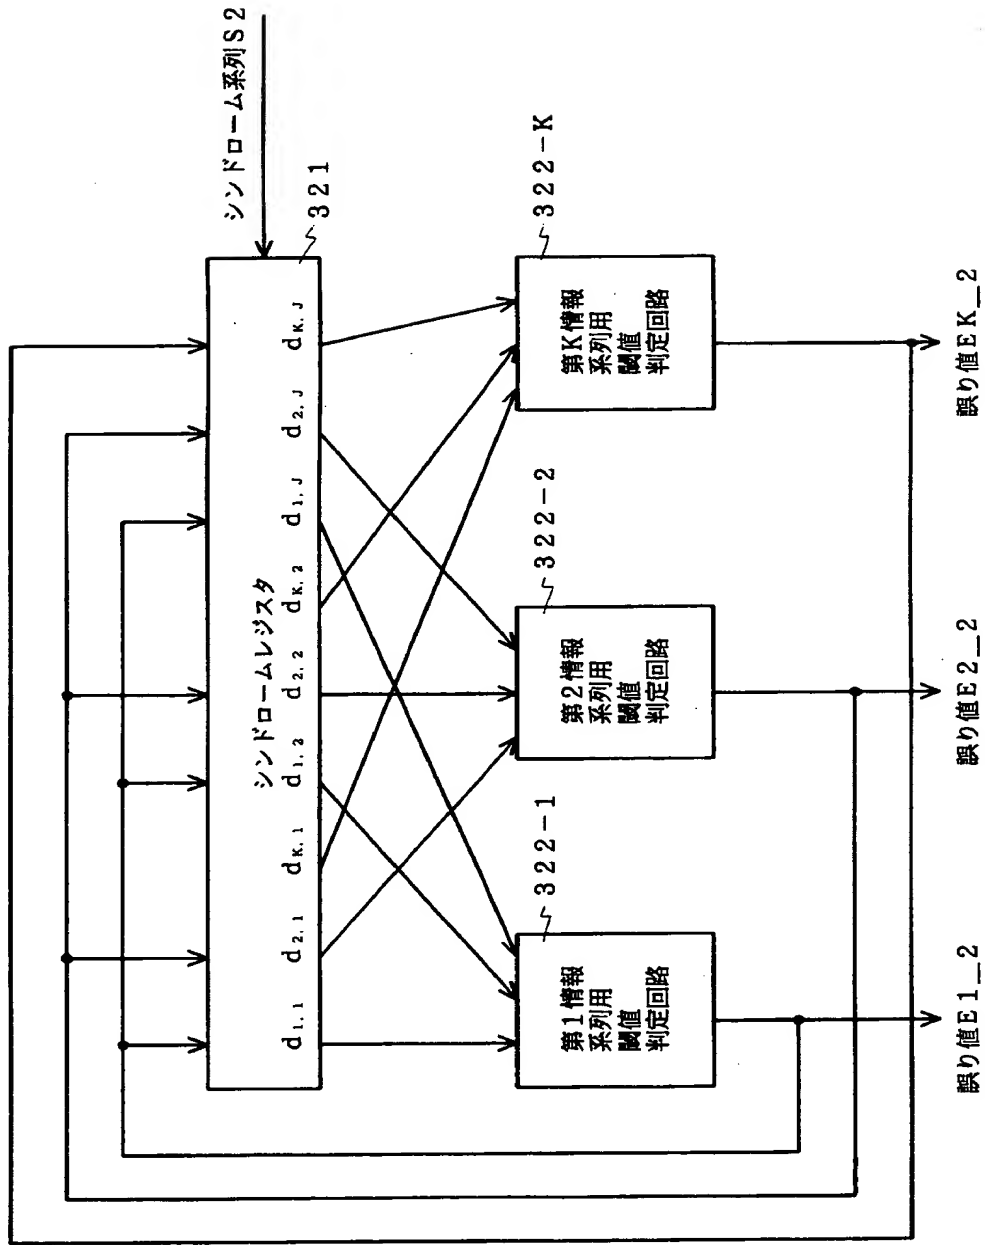 シンドローム系列S2
321
シンドロームレジスタ
d1,1
d2,1
dK,1
d1,2
d2,2
dK,2
d1,J
d2,J
dK,J
322-1
第1情報
系列用
閾値
判定回路
322-2
第2情報
系列用
閾値
判定回路
322-K
第K情報
系列用
閾値
判定回路
誤り値E1_2
誤り値E2_2
誤り値EK_2